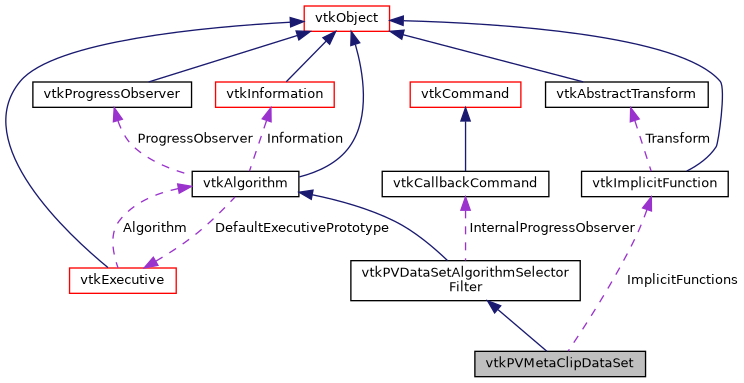 vtkObject
vtkProgressObserver
vtkInformation
vtkCommand
vtkAbstractTransform
ProgressObserver
Information
Transform
vtkAlgorithm
vtkCallbackCommand
vtkImplicitFunction
Algorithm
DefaultExecutivePrototype
InternalProgressObserver
vtkExecutive
vtkPVDataSetAlgorithmSelector
Filter
ImplicitFunctions
vtkPVMetaClipDataSet